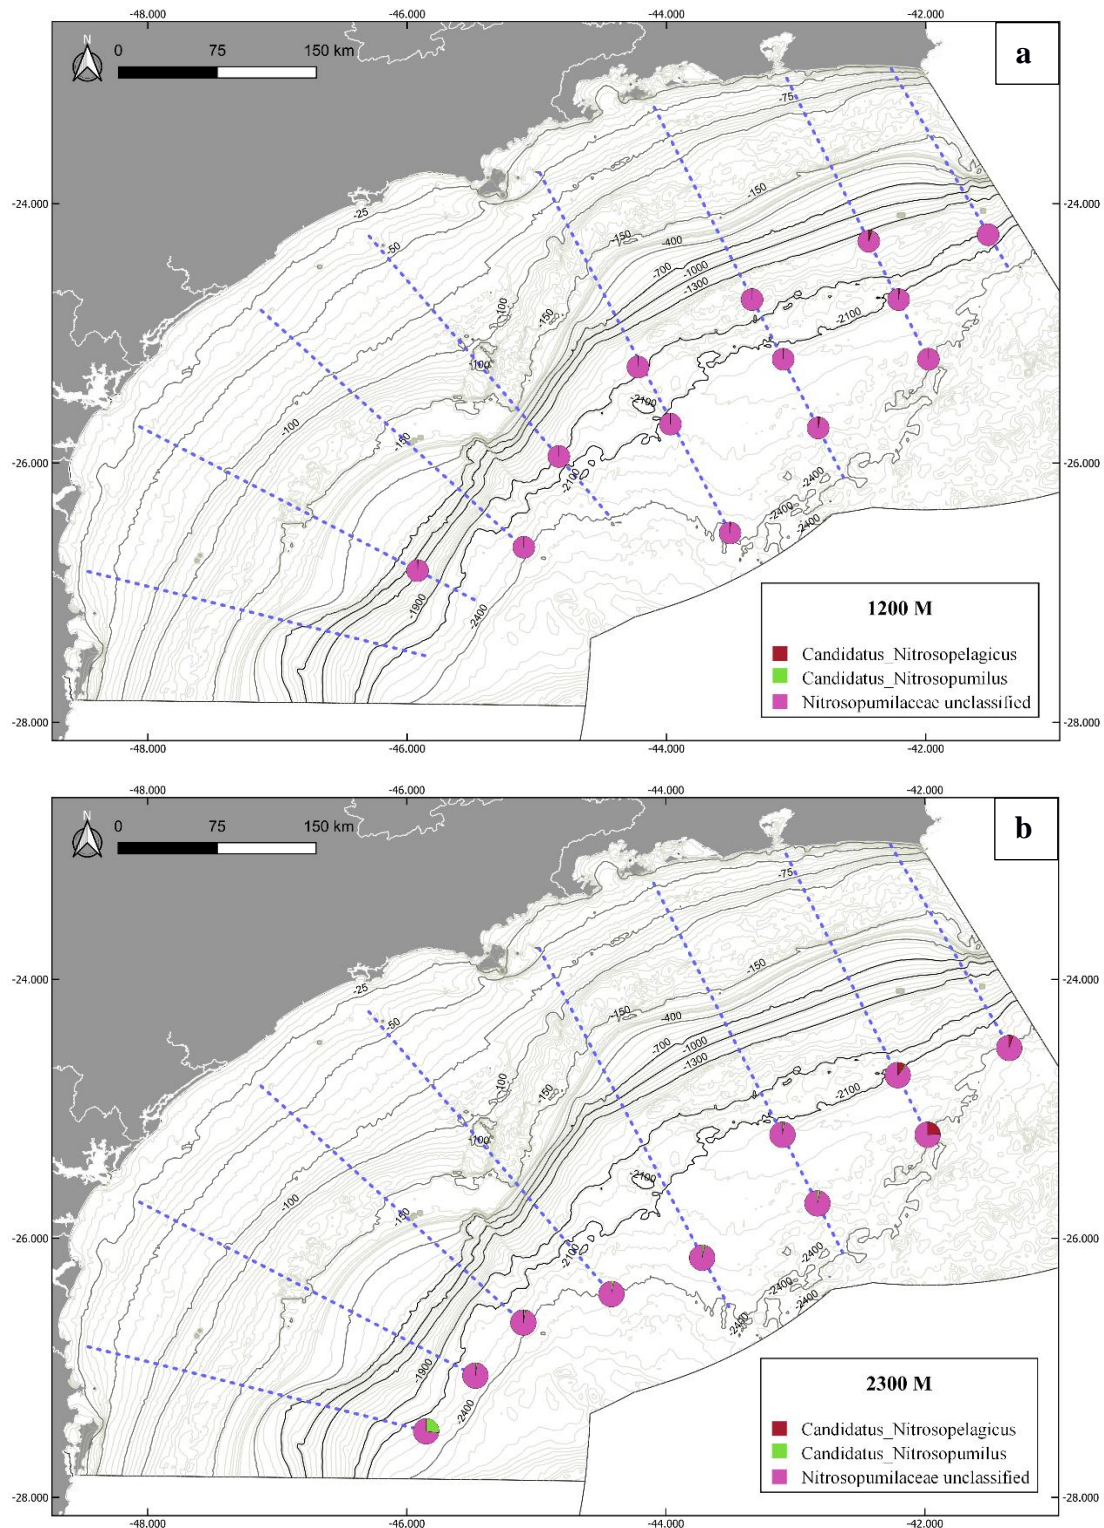 -48.000 -46.000 -44.000 -42.000
a
N
0 75 150 km
-75
-24.000 -24.000
-150
-25
-150
-400
-50
-700
-1000
-1300
-100
-150
-2100
-100
-2100
-100
-26.000 -26.000
-150
-2100
-2400
-2400
-2400
-1900
-2400
1200 M
Candidatus_Nitrosopelagicus
Candidatus_Nitrosopumilus
Nitrosopumilaceae unclassified
-28.000 -28.000
-48.000 -46.000 -44.000 -42.000
-48.000 -46.000 -44.000 -42.000
b
N
0 75 150 km
-75
-24.000 -24.000
-150
-25
-150
-400
-50
-700
-1000
-1300
-100
-150
-2100
-100
-2100
-100
-26.000 -26.000
-150
-2100
-2400
-2400
-2400
-2400
-1900
-2400
2300 M
Candidatus_Nitrosopelagicus
Candidatus_Nitrosopumilus
Nitrosopumilaceae unclassified
-28.000 -28.000
-48.000 -46.000 -44.000 -42.000